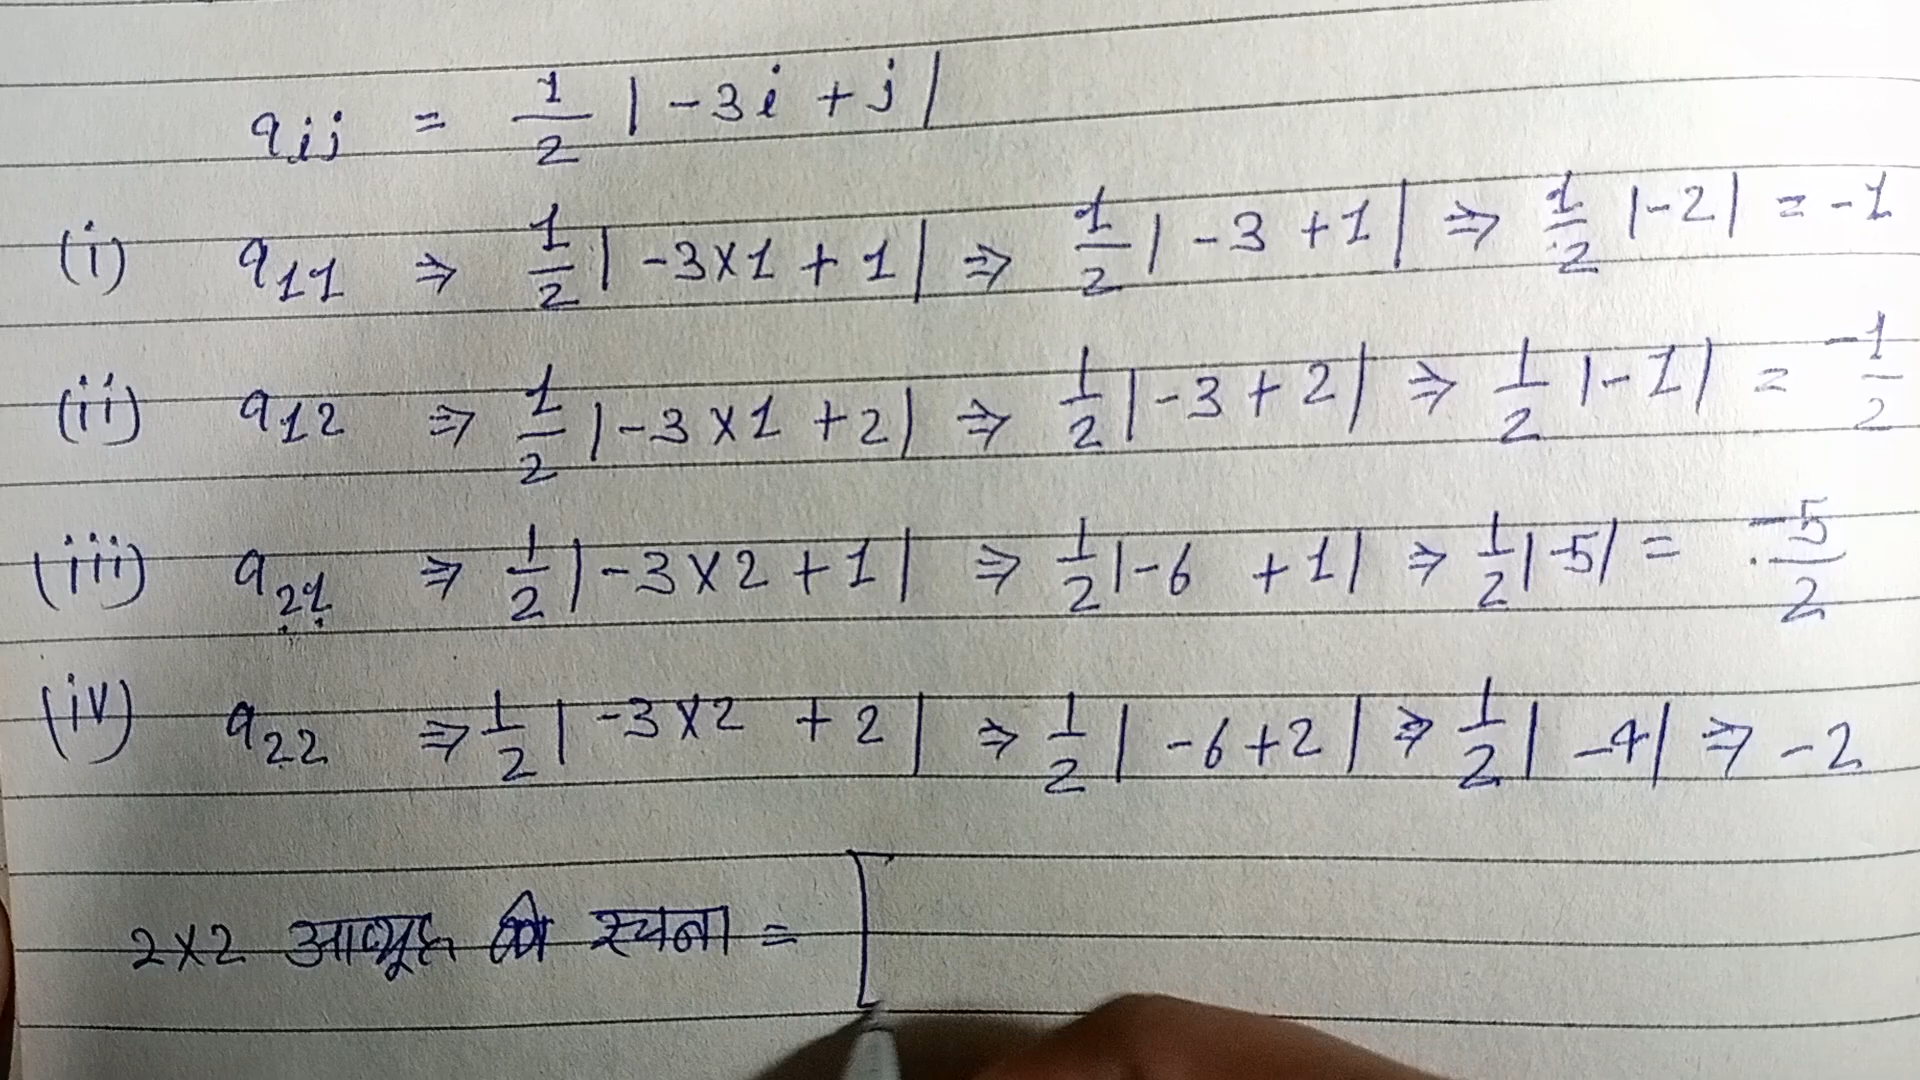 aij = 1/2 |-3i + j|
(i) a11 ⇒ 1/2 |-3×1 + 1| ⇒ 1/2 |-3 + 1| ⇒ 1/2 |-2| = -1
(ii) a12 ⇒ 1/2 |-3×1 + 2| ⇒ 1/2 |-3 + 2| ⇒ 1/2 |-1| = -1/2
(iii) a21 ⇒ 1/2 |-3×2 + 1| ⇒ 1/2 |-6 + 1| ⇒ 1/2 |-5| = -5/2
(iv) a22 ⇒ 1/2 |-3×2 + 2| ⇒ 1/2 |-6+2| ⇒ 1/2 |-4| ⇒ -2
2×2 आव्यूह की रचना = [